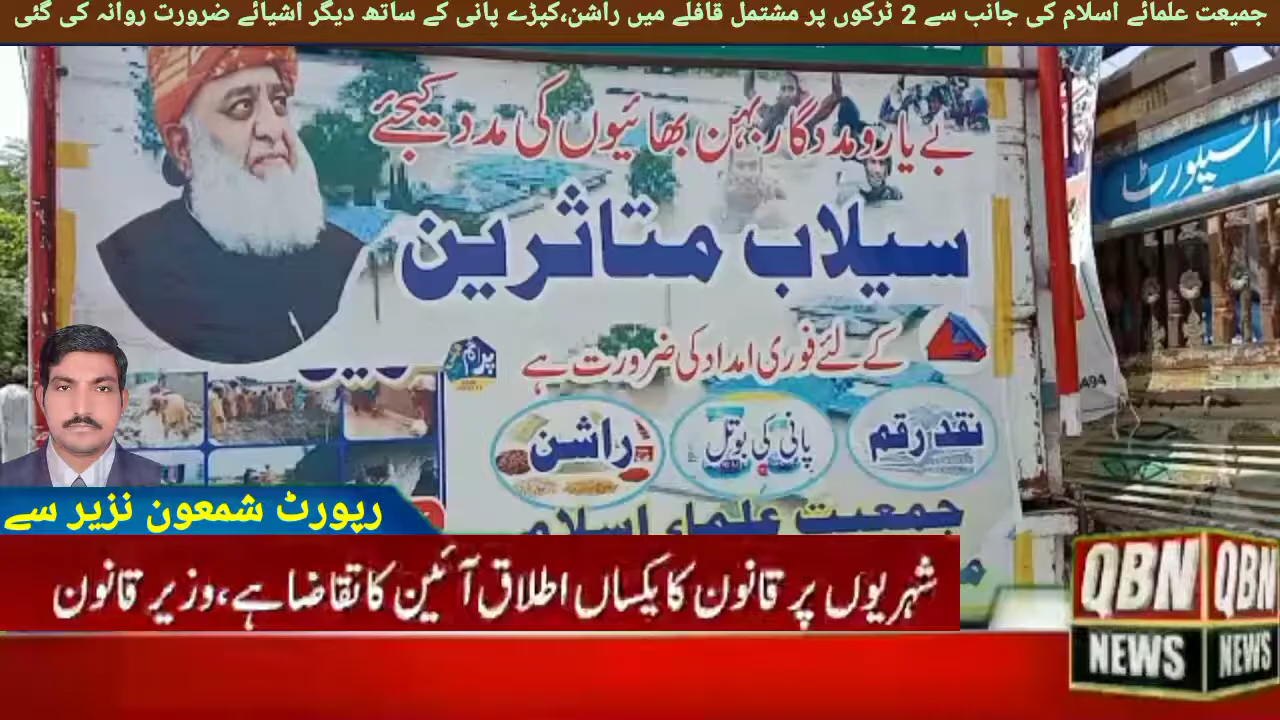 جمیعت علمائے اسلام کی جانب سے 2 ٹرکوں پر مشتمل قافلے میں راشن،کپڑے پانی کے ساتھ دیگر اشیائے ضرورت روانہ کی گئی
بے یارو مددگار بہن بھائیوں کی مدد کیجئے
سیلاب متاثرین
کے لئے فوری امداد کی ضرورت ہے
نقد رقم
پانی کی بوتل
راشن
جمعیت علماء اسلام
494
رپورٹ شمعون نزیر سے
شہریوں پر قانون کا یکساں اطلاق آئین کا تقاضا ہے، وزیر قانون
QBN NEWS
QBN NEWS